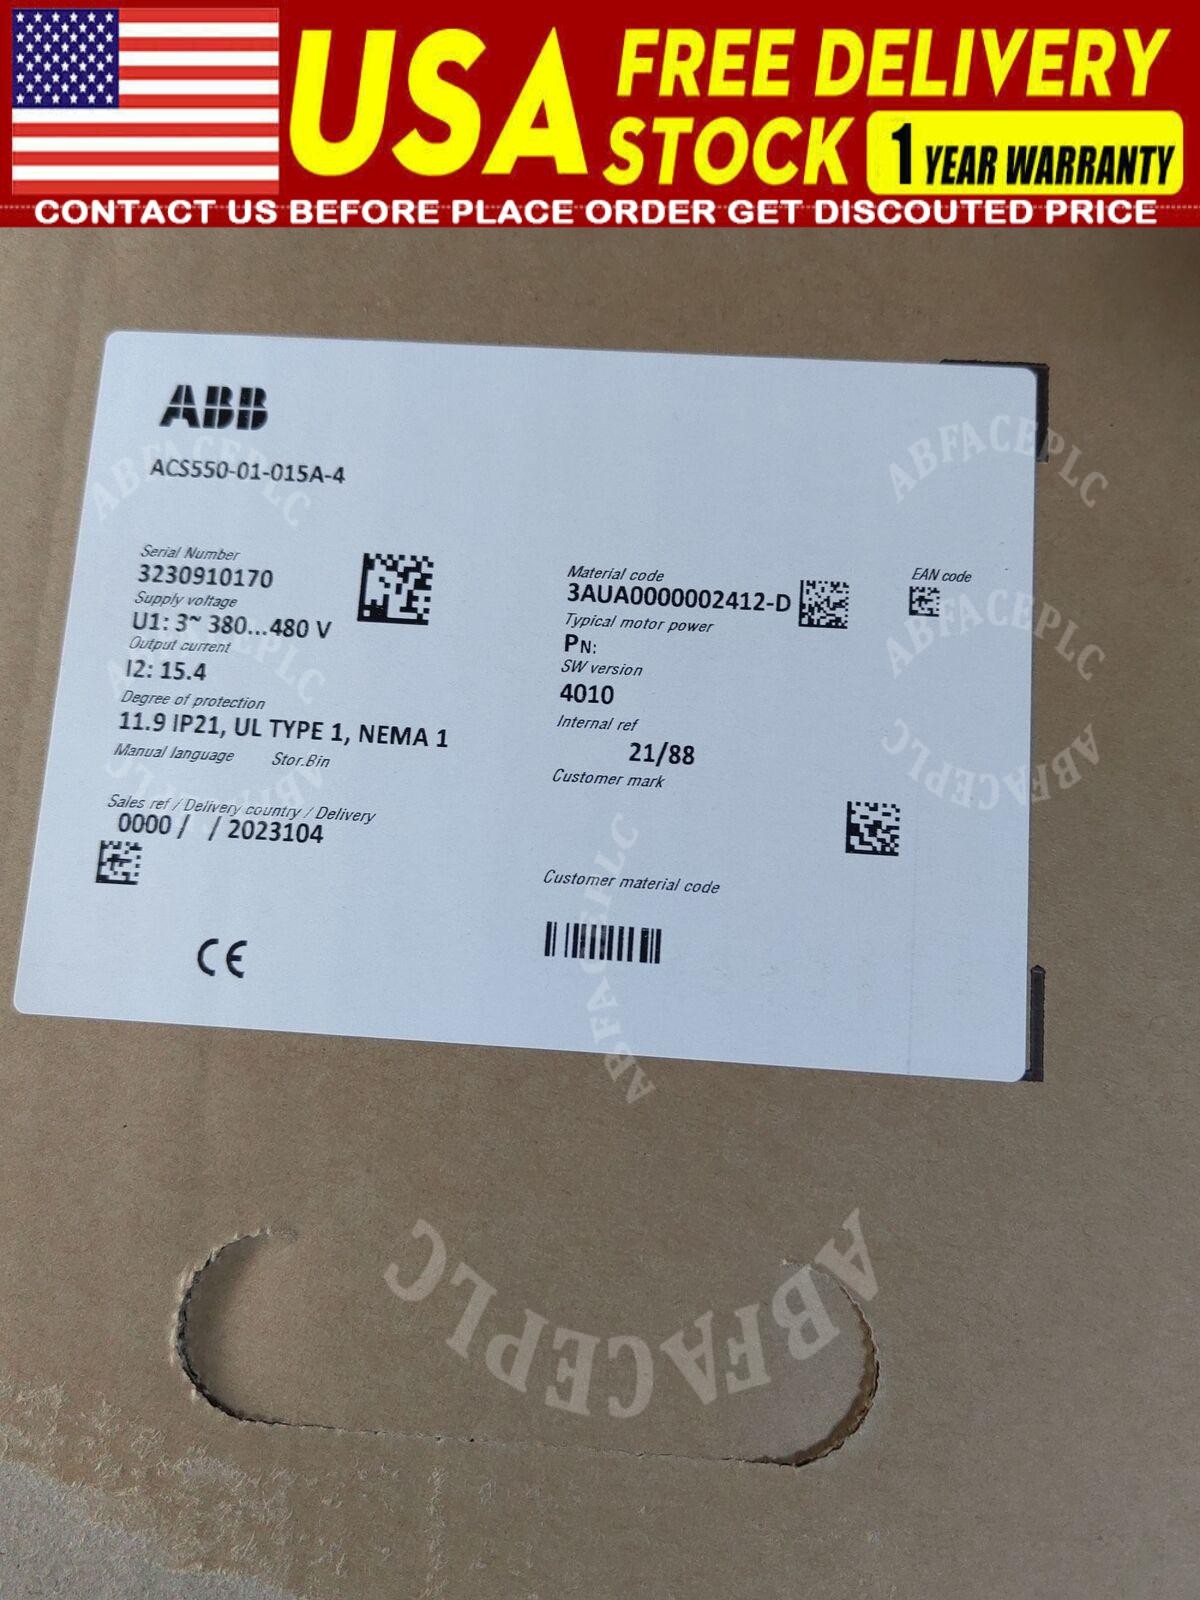 USA FREE DELIVERY
STOCK 1 YEAR WARRANTY
CONTACT US BEFORE PLACE ORDER GET DISCOUTED PRICE
ABB
ACS550-01-015A-4
Serial Number
3230910170
Supply voltage
U1: 3~ 380...480 V
Output current
I2: 15.4
Degree of protection
11.9 IP21, UL TYPE 1, NEMA 1
Manual language Stor.Bin
Sales ref / Delivery country / Delivery
0000 / / 2023104
CE
Material code
3AUA0000002412-D
Typical motor power
PN:
SW version
4010
Internal ref
21/88
Customer mark
Customer material code
EAN code
ABFACEPLC
ABFACEPLC
ABFACEPLC
ABFACEPLC
ABFACEPLC
ABFACEPLC
ABFACEPLC
ABFACEPLC